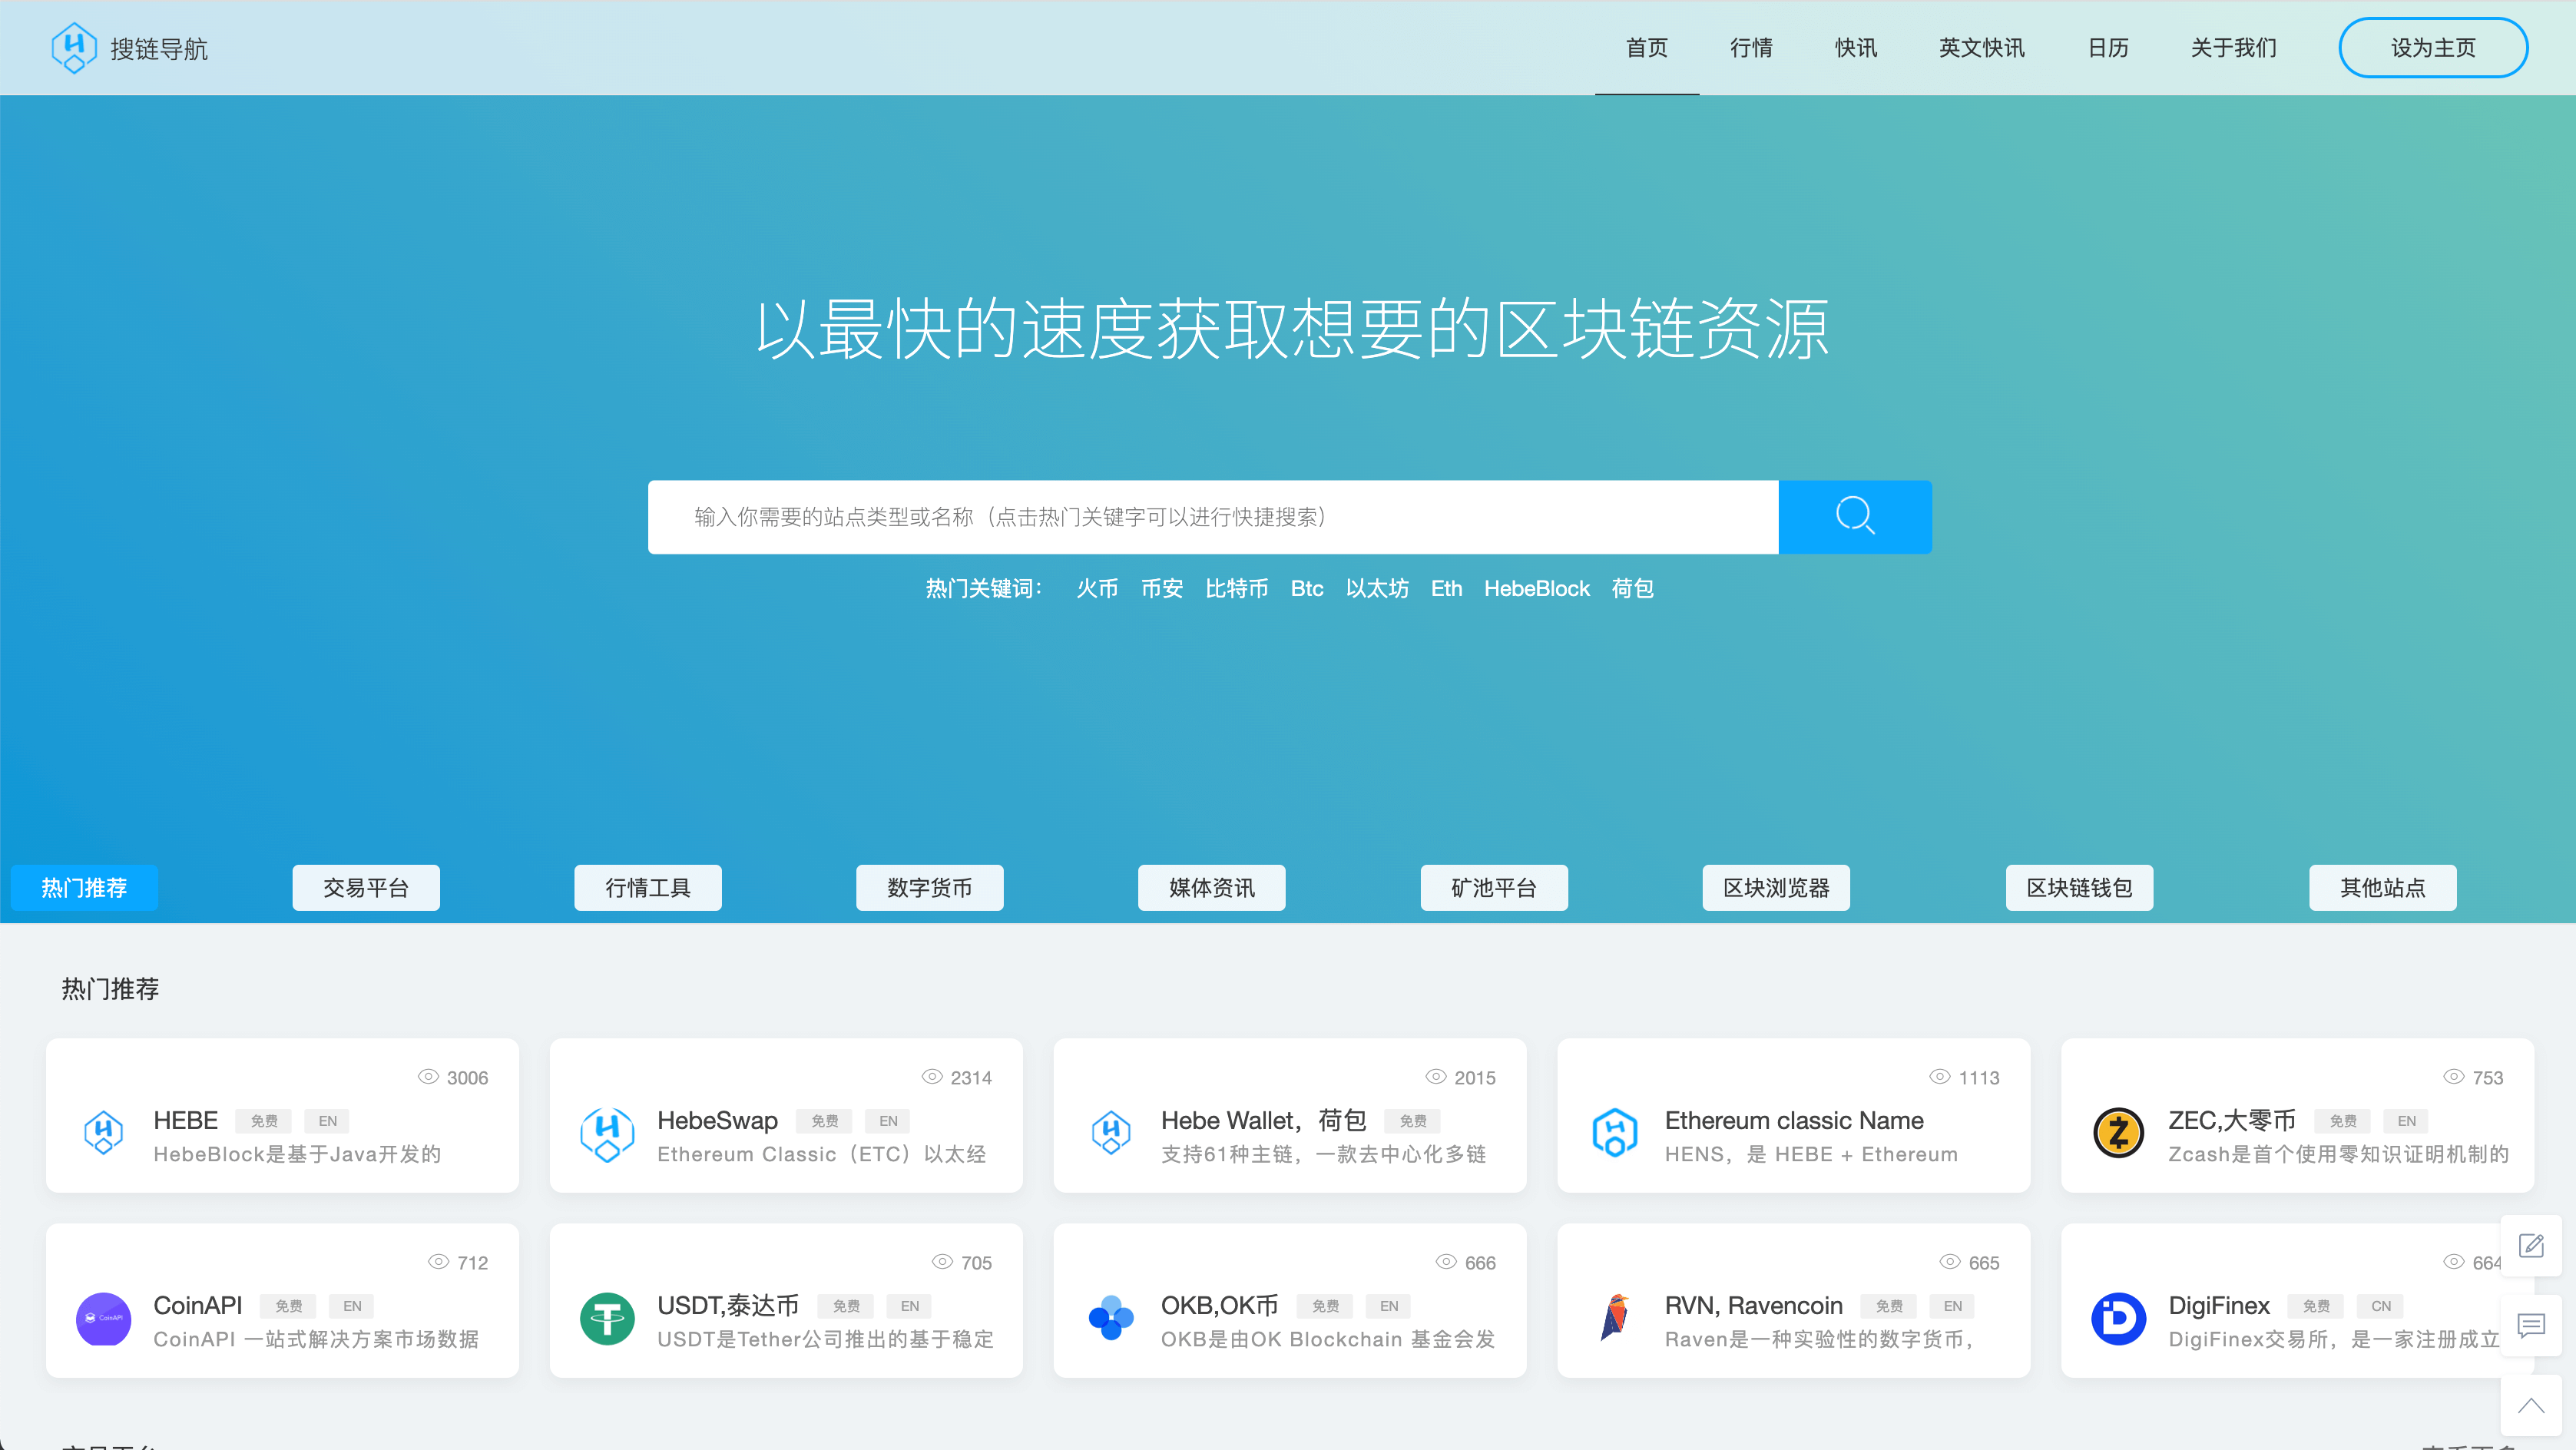 搜链导航
首页 行情 快讯 英文快讯 日历 关于我们 设为主页
以最快的速度获取想要的区块链资源
输入你需要的站点类型或名称（点击热门关键字可以进行快捷搜索）
热门关键词： 火币 币安 比特币 Btc 以太坊 Eth HebeBlock 荷包
热门推荐 交易平台 行情工具 数字货币 媒体资讯 矿池平台 区块浏览器 区块链钱包 其他站点
热门推荐
3006
HEBE 免费 EN
HebeBlock是基于Java开发的
2314
HebeSwap 免费 EN
Ethereum Classic（ETC）以太经
2015
Hebe Wallet，荷包 免费
支持61种主链，一款去中心化多链
1113
Ethereum classic Name
HENS，是 HEBE + Ethereum
753
ZEC,大零币 免费 EN
Zcash是首个使用零知识证明机制的
712
CoinAPI 免费 EN
CoinAPI 一站式解决方案市场数据
705
USDT,泰达币 免费 EN
USDT是Tether公司推出的基于稳定
666
OKB,OK币 免费 EN
OKB是由OK Blockchain 基金会发
665
RVN, Ravencoin 免费 EN
Raven是一种实验性的数字货币，
664
DigiFinex 免费 CN
DigiFinex交易所，是一家注册成立